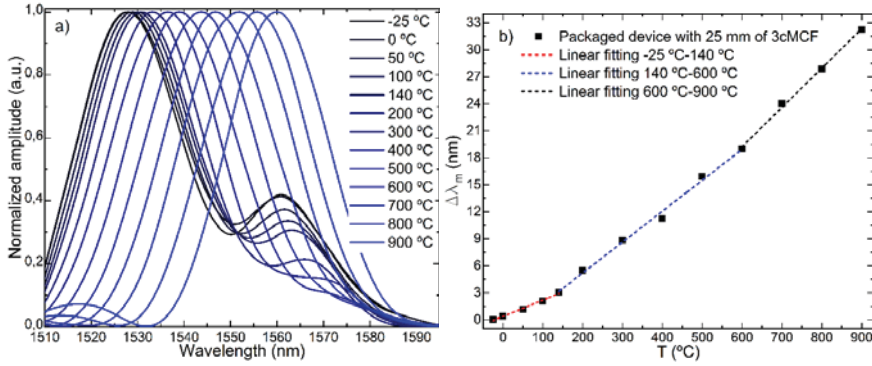 a)
Normalized amplitude (a.u.)
1,0
0,8
0,6
0,4
0,2
0,0
1510 1520 1530 1540 1550 1560 1570 1580 1590
Wavelength (nm)
-25 ºC
0 ºC
50 ºC
100 ºC
140 ºC
200 ºC
300 ºC
400 ºC
500 ºC
600 ºC
700 ºC
800 ºC
900 ºC
b)
Packaged device with 25 mm of 3cMCF
Linear fitting -25 ºC-140 ºC
Linear fitting 140 ºC-600 ºC
Linear fitting 600 ºC-900 ºC
Δλm (nm)
33
30
27
24
21
18
15
12
9
6
3
0
0 100 200 300 400 500 600 700 800 900
T (ºC)